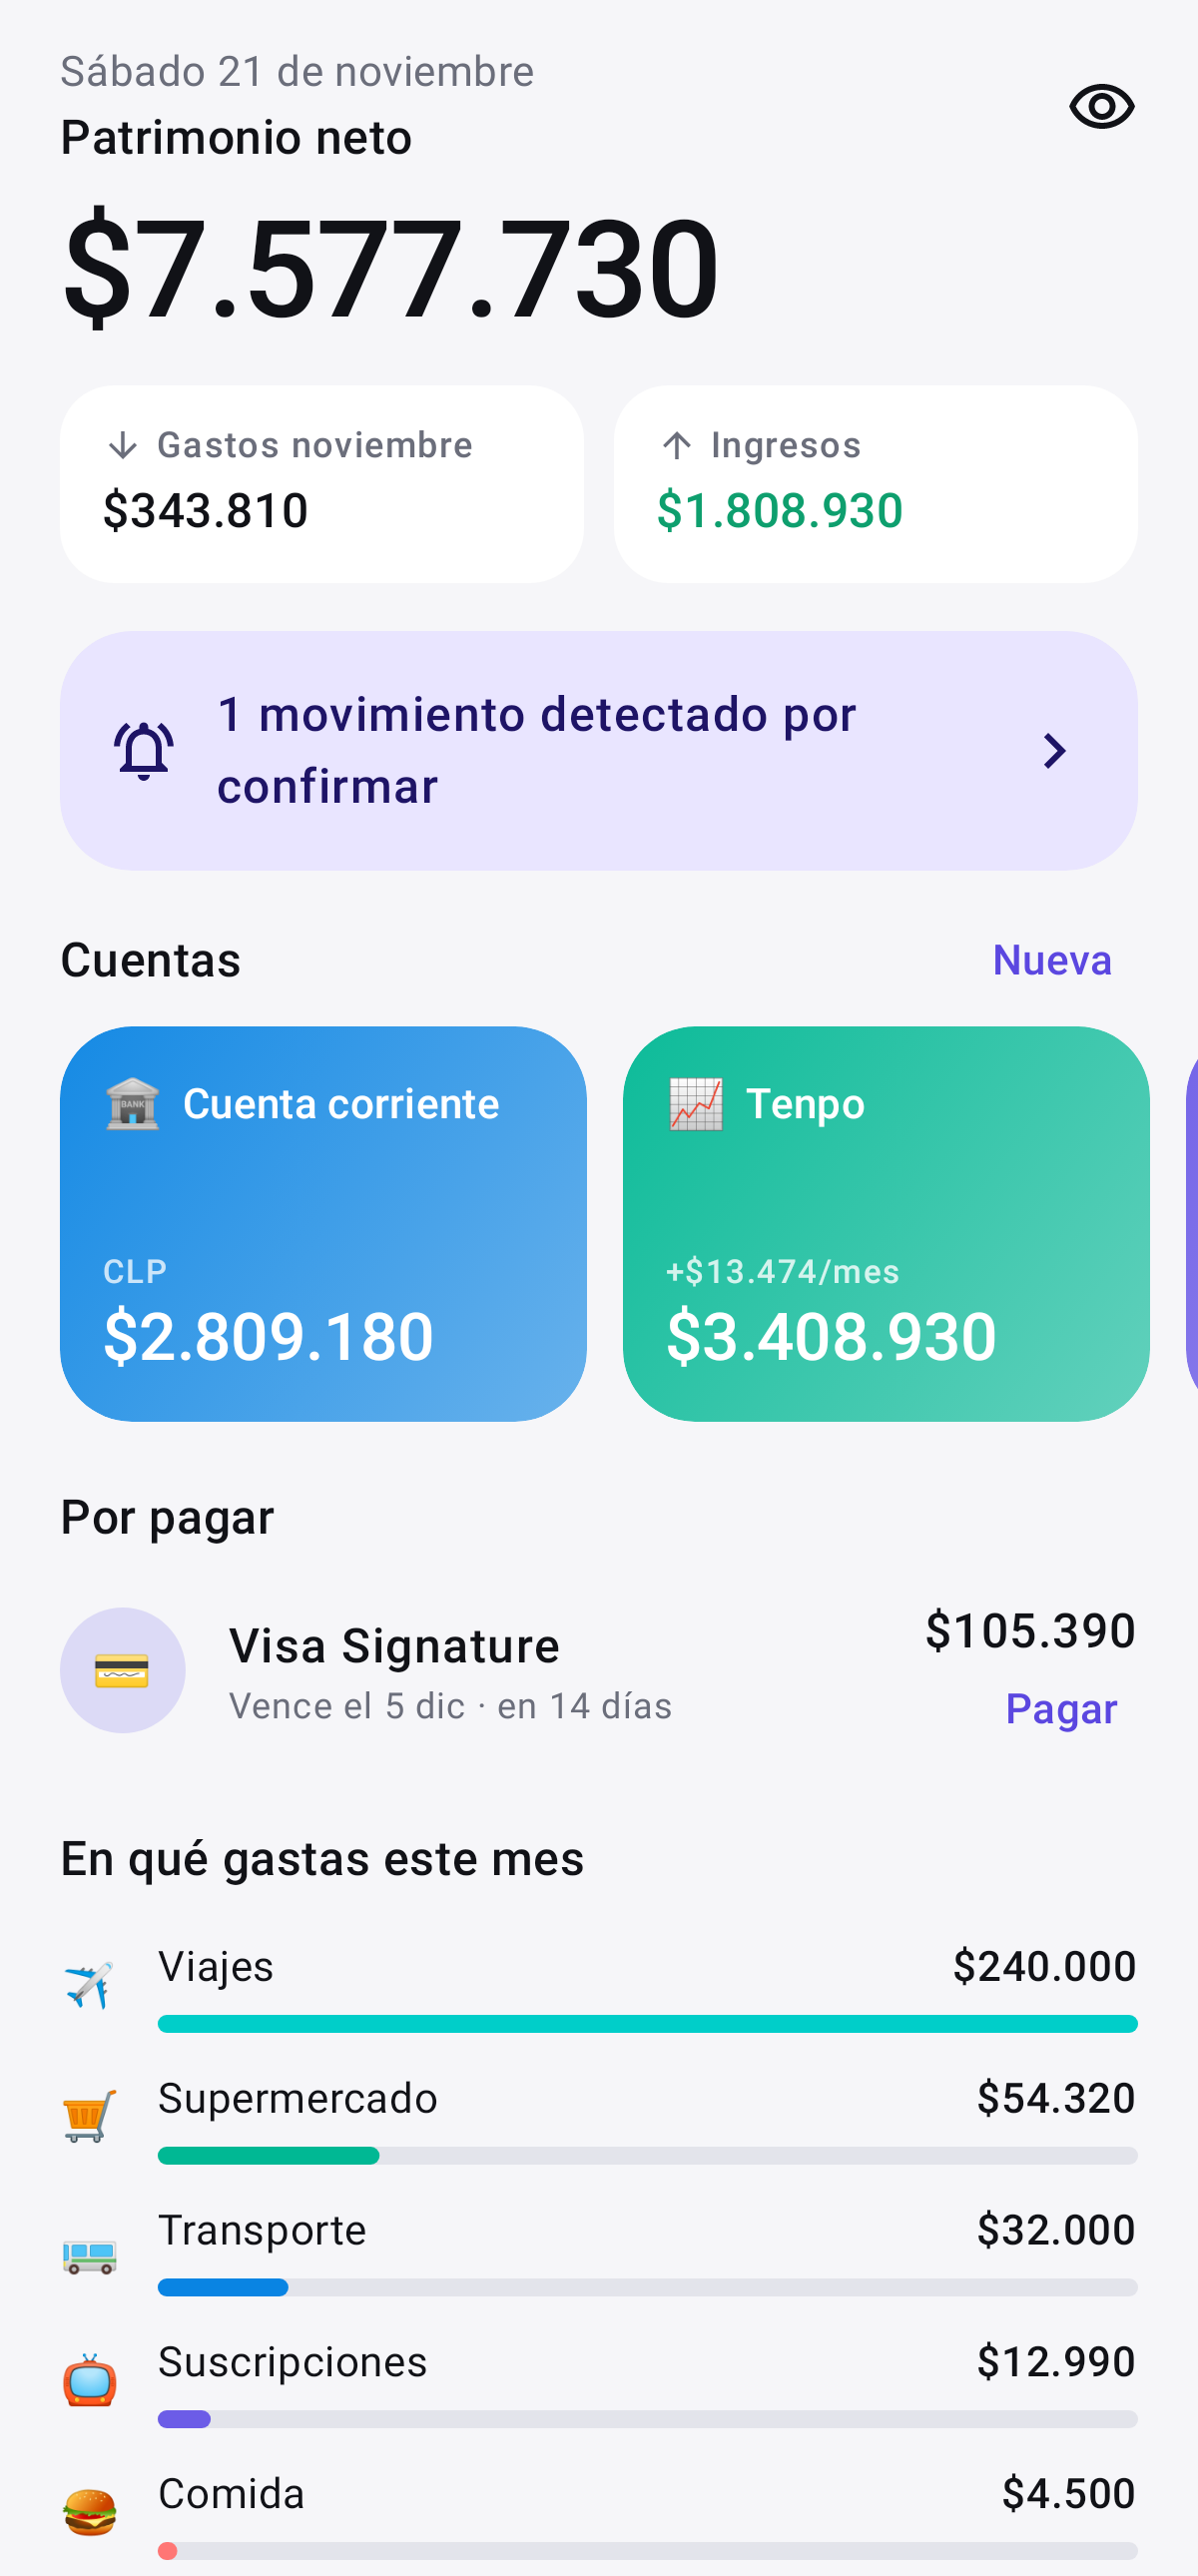 Sábado 21 de noviembre
Patrimonio neto
$7.577.730
Gastos noviembre
$343.810
Ingresos
$1.808.930
1 movimiento detectado por
confirmar
Cuentas
Nueva
BANK
Cuenta corriente
CLP
$2.809.180
Tenpo
+$13.474/mes
$3.408.930
Por pagar
Visa Signature
Vence el 5 dic · en 14 días
$105.390
Pagar
En qué gastas este mes
Viajes
$240.000
Supermercado
$54.320
Transporte
$32.000
Suscripciones
$12.990
Comida
$4.500